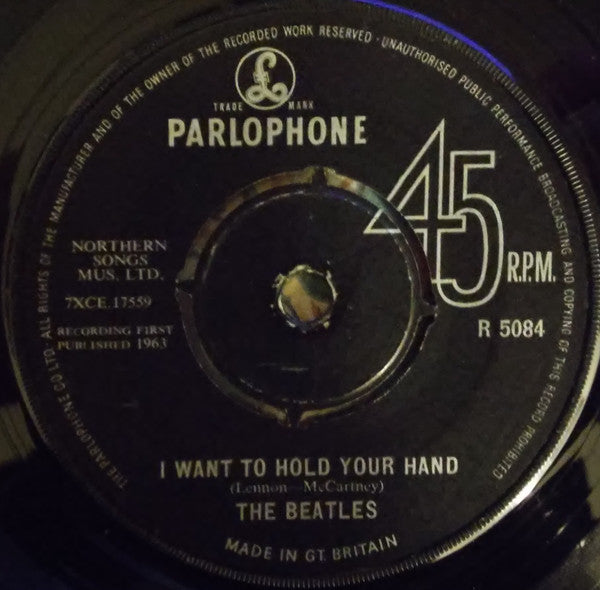 THE PARLOPHONE CO LTD. ALL RIGHTS OF THE MANUFACTURER AND OF THE OWNER OF THE RECORDED WORK RESERVED · UNAUTHORISED PUBLIC PERFORMANCE BROADCASTING AND COPYING OF THIS RECORD PROHIBITED
£
TRADE MARK
PARLOPHONE
45
R.P.M.
NORTHERN
SONGS
MUS. LTD.
7XCE.17559
RECORDING FIRST
PUBLISHED 1963
R 5084
I WANT TO HOLD YOUR HAND
(Lennon—McCartney)
THE BEATLES
MADE IN GT. BRITAIN